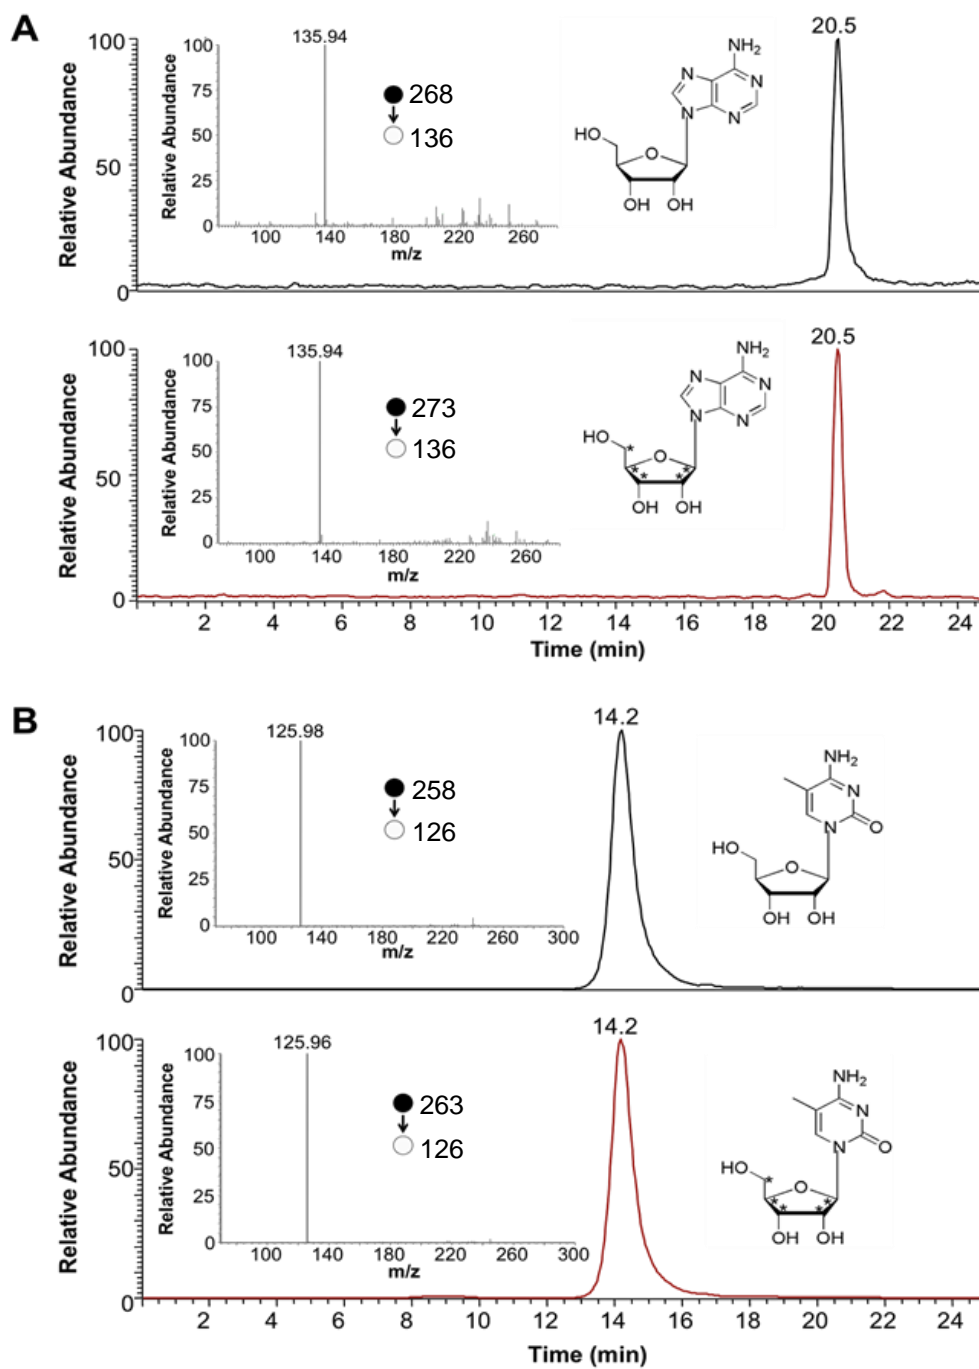 A
20.5
100
50
0
Relative Abundance
135.94
100
75
50
25
0
Relative Abundance
268
136
100 140 180 220 260
m/z
NH2
N
N
N
N
HO
O
OH OH
20.5
100
50
0
Relative Abundance
135.94
100
75
50
25
0
Relative Abundance
273
136
100 140 180 220 260
m/z
NH2
N
N
N
N
HO
*
O
* * * *
OH OH
2 4 6 8 10 12 14 16 18 20 22 24
Time (min)
B
14.2
100
50
0
Relative Abundance
125.98
100
75
50
25
0
Relative Abundance
258
126
100 140 180 220 260 300
m/z
NH2
N
N
O
HO
O
OH OH
14.2
100
50
0
Relative Abundance
125.96
100
75
50
25
0
Relative Abundance
263
126
100 140 180 220 260 300
m/z
NH2
N
N
O
HO
*
O
* * * *
OH OH
2 4 6 8 10 12 14 16 18 20 22 24
Time (min)